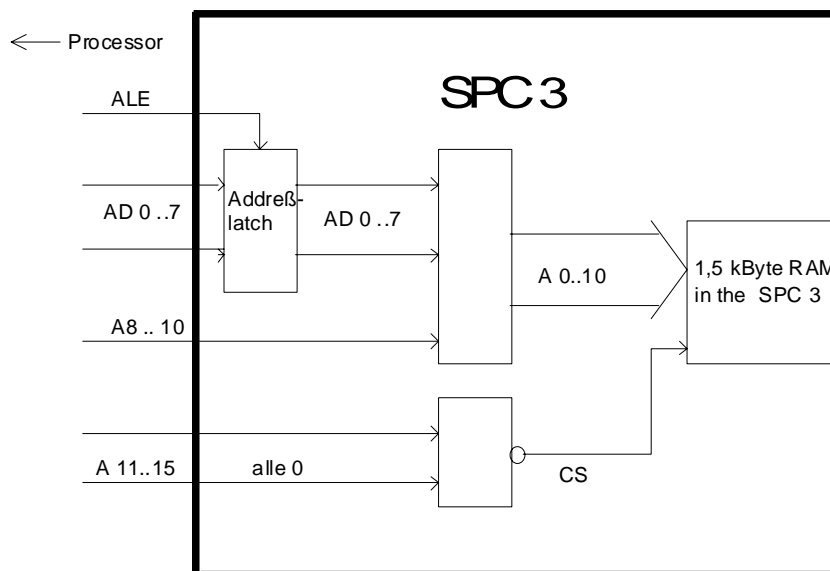 Processor
SPC 3
ALE
AD 0 ..7
Addreß-
latch
AD 0 ..7
A 0..10
1,5 kByte RAM
in the SPC 3
A8 .. 10
A 11..15
alle 0
CS